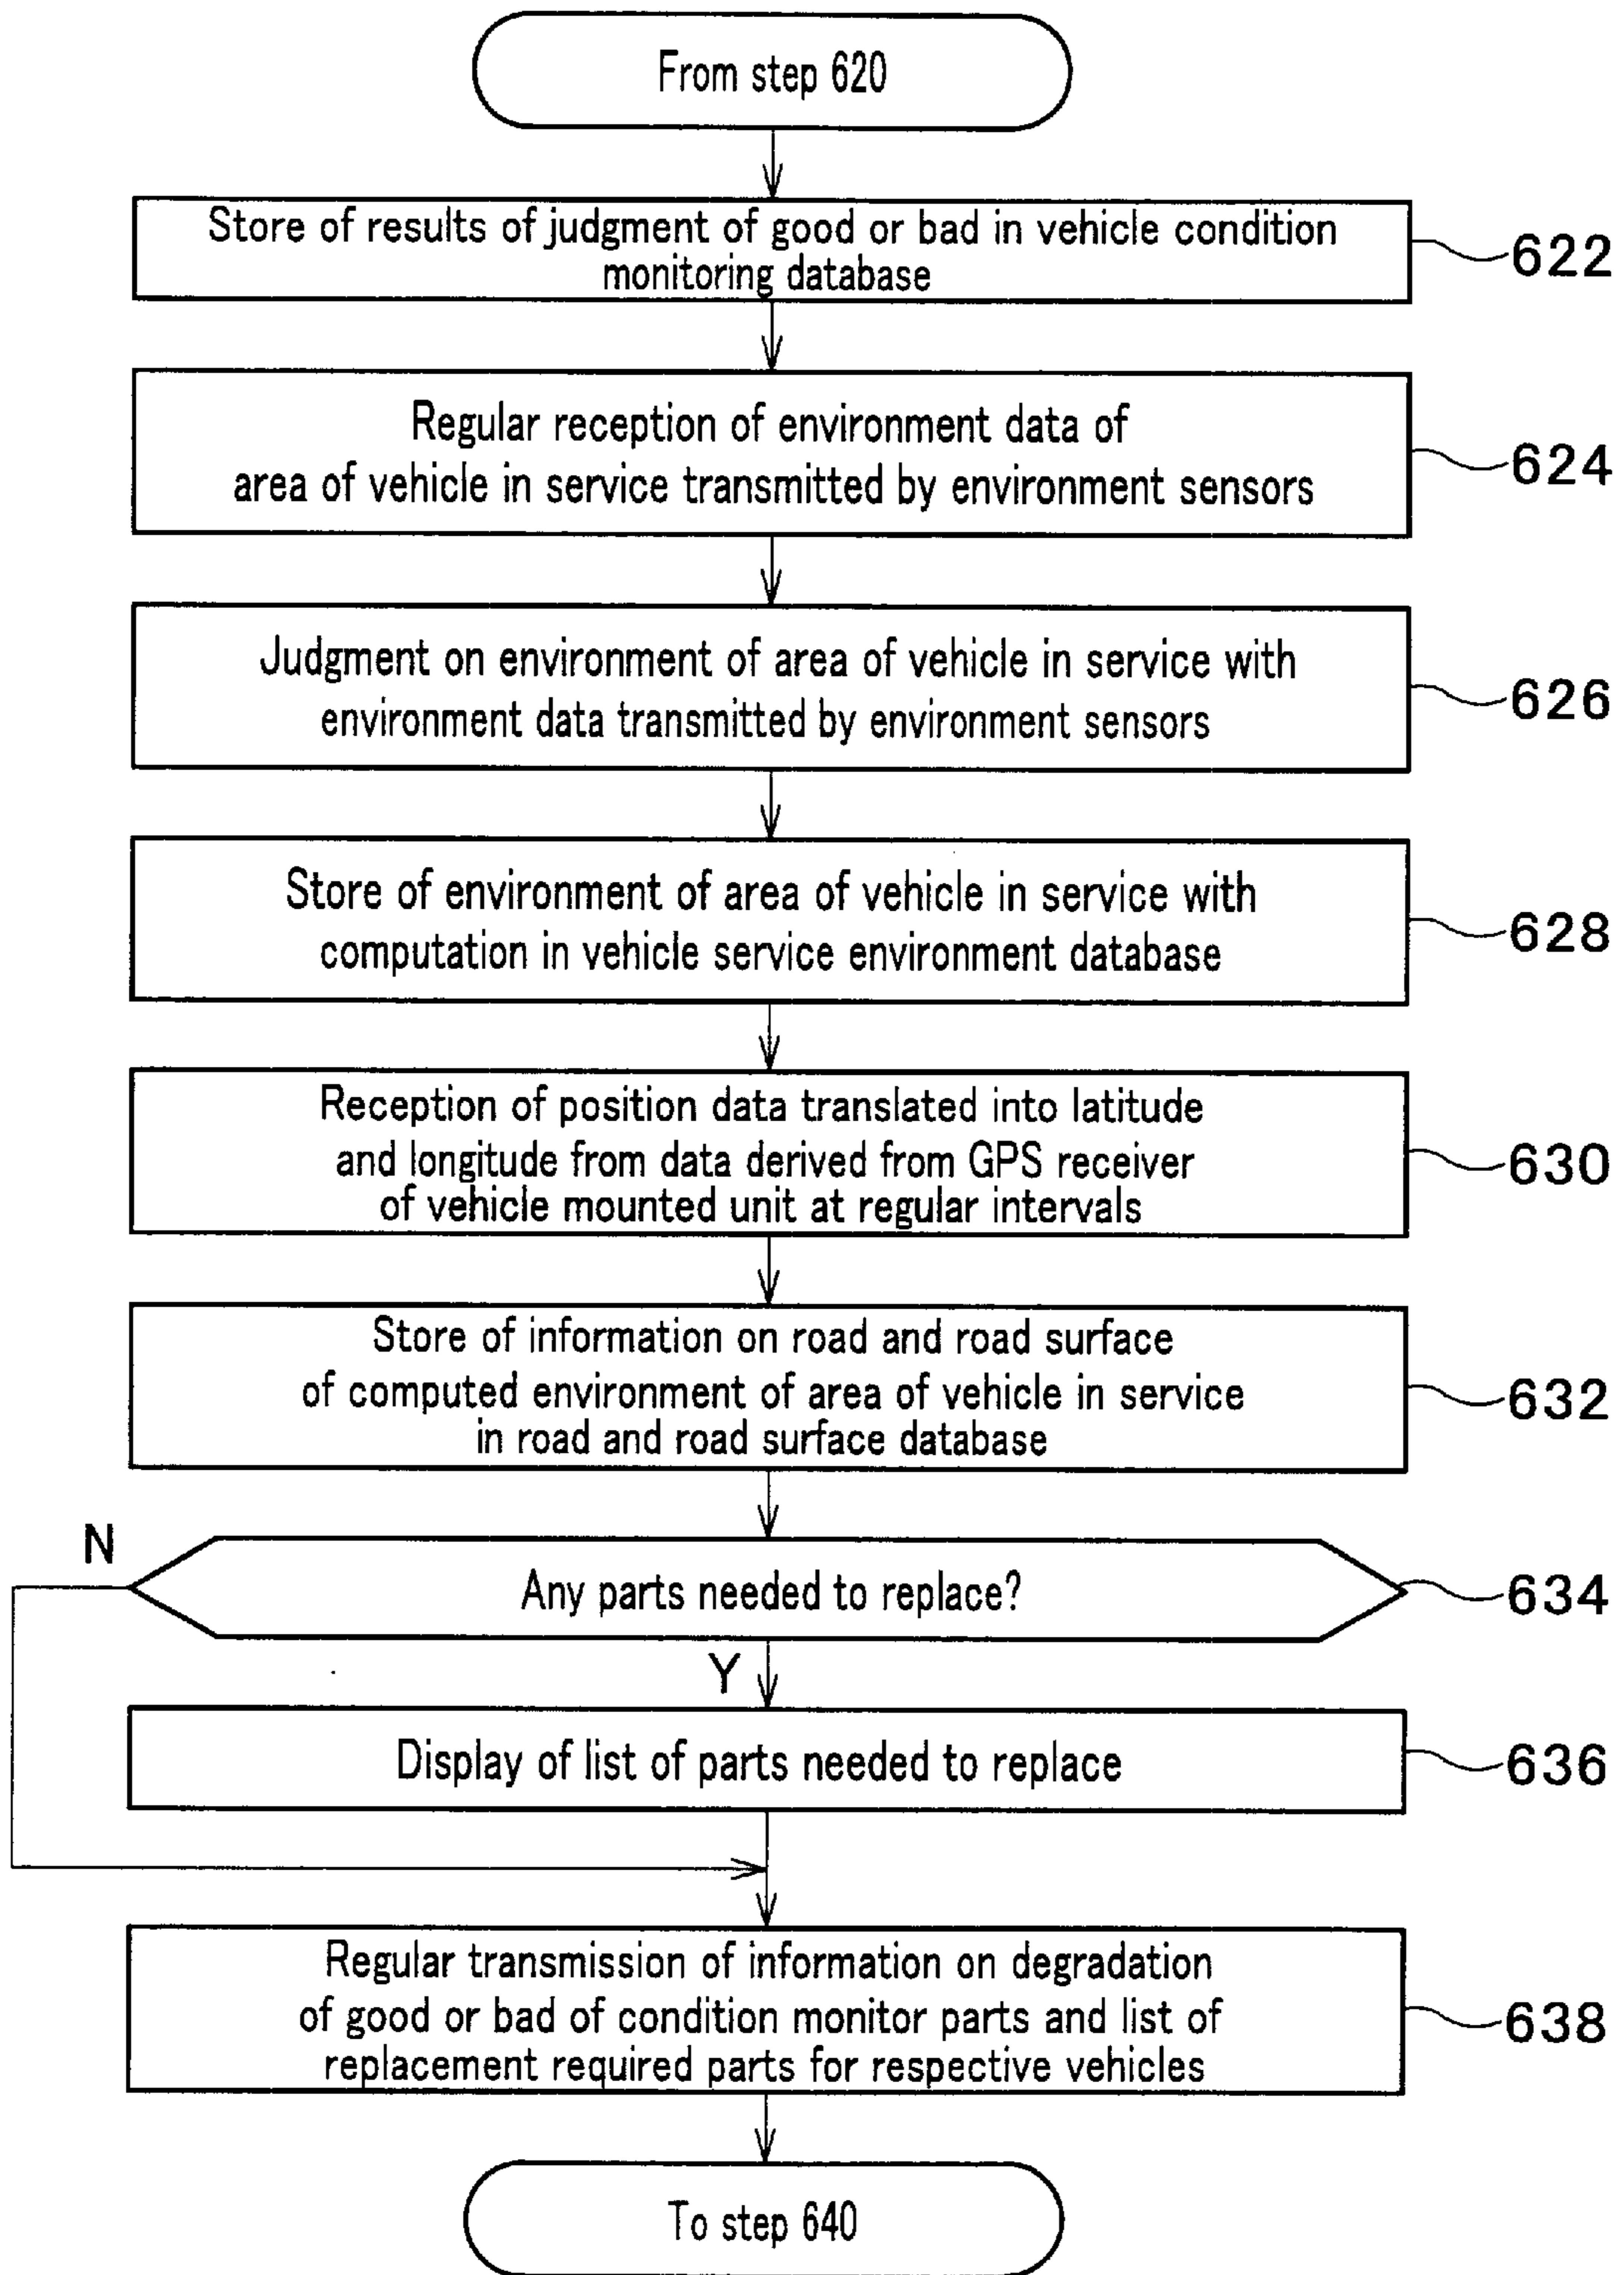 From step 620
Store of results of judgment of good or bad in vehicle condition
monitoring database
622
Regular reception of environment data of
area of vehicle in service transmitted by environment sensors
624
Judgment on environment of area of vehicle in service with
environment data transmitted by environment sensors
626
Store of environment of area of vehicle in service with
computation in vehicle service environment database
628
Reception of position data translated into latitude
and longitude from data derived from GPS receiver
of vehicle mounted unit at regular intervals
630
Store of information on road and road surface
of computed environment of area of vehicle in service
in road and road surface database
632
N
Any parts needed to replace?
634
Y
Display of list of parts needed to replace
636
Regular transmission of information on degradation
of good or bad of condition monitor parts and list of
replacement required parts for respective vehicles
638
To step 640